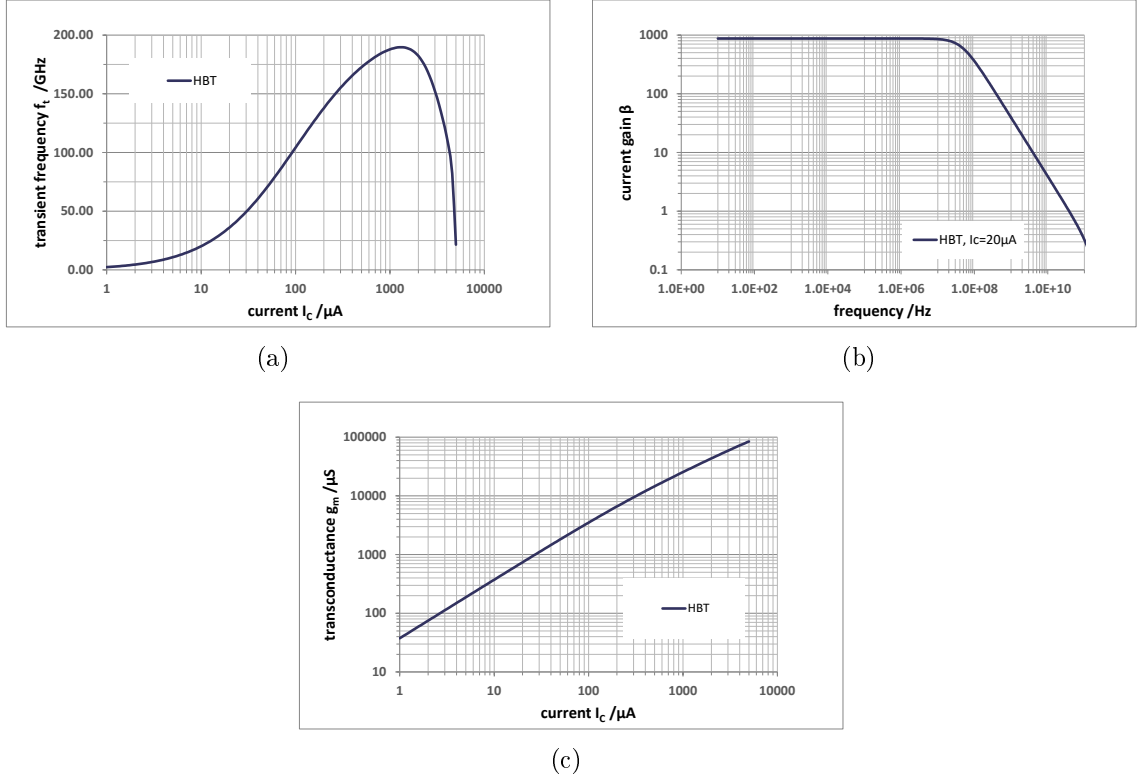 200.00
150.00
100.00
50.00
0.00
transient frequency ft /GHz
HBT
1 10 100 1000 10000
current IC /µA
(a)
1000
100
10
1
0.1
current gain β
HBT, Ic=20µA
1.0E+00 1.0E+02 1.0E+04 1.0E+06 1.0E+08 1.0E+10
frequency /Hz
(b)
100000
10000
1000
100
10
transconductance gm /µS
HBT
1 10 100 1000 10000
current IC /µA
(c)